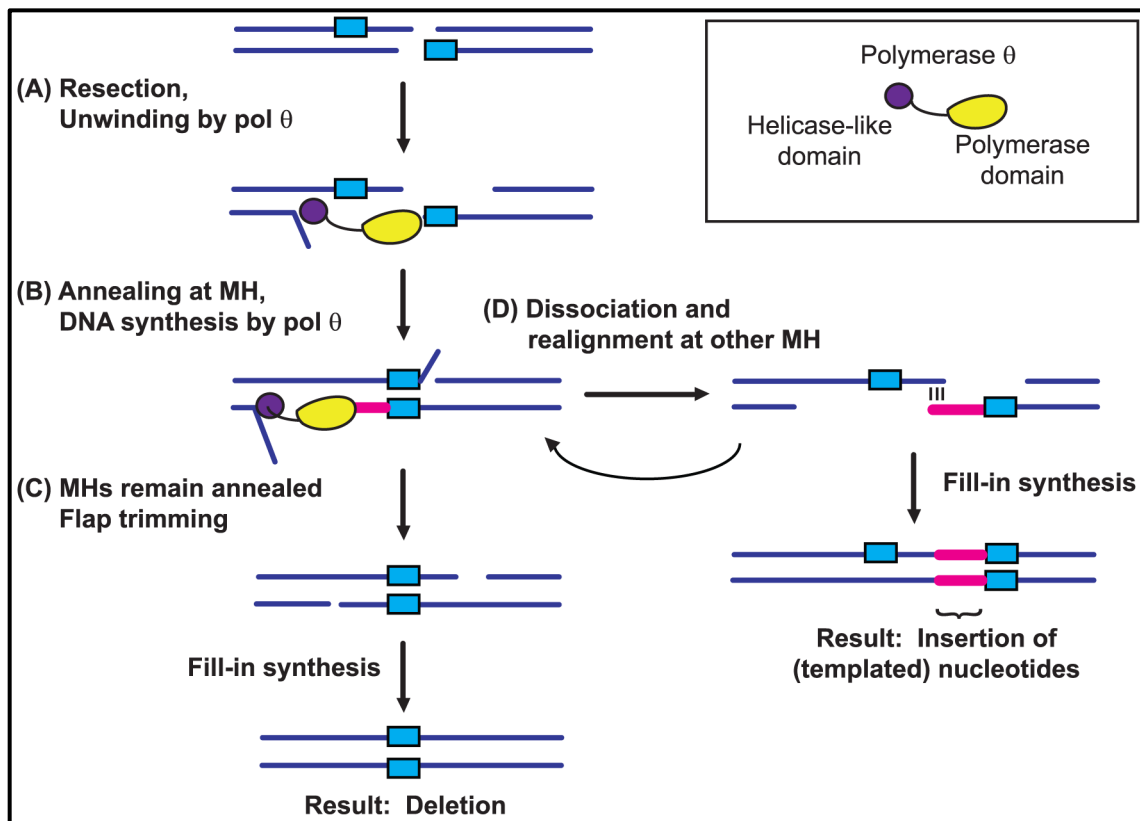 Polymerase θ
Helicase-like
domain
Polymerase
domain
(A) Resection,
Unwinding by pol θ
(B) Annealing at MH,
DNA synthesis by pol θ
(D) Dissociation and
realignment at other MH
(C) MHs remain annealed
Flap trimming
Fill-in synthesis
Result: Insertion of
(templated) nucleotides
Fill-in synthesis
Result: Deletion